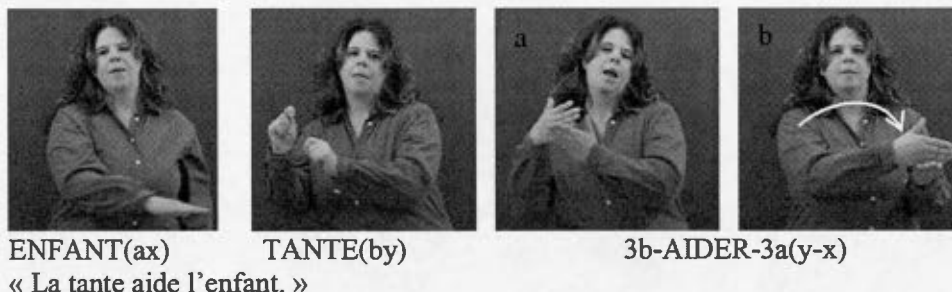 a b
ENFANT(ax) TANTE(by) 3b-AIDER-3a(y-x)
« La tante aide l'enfant. »